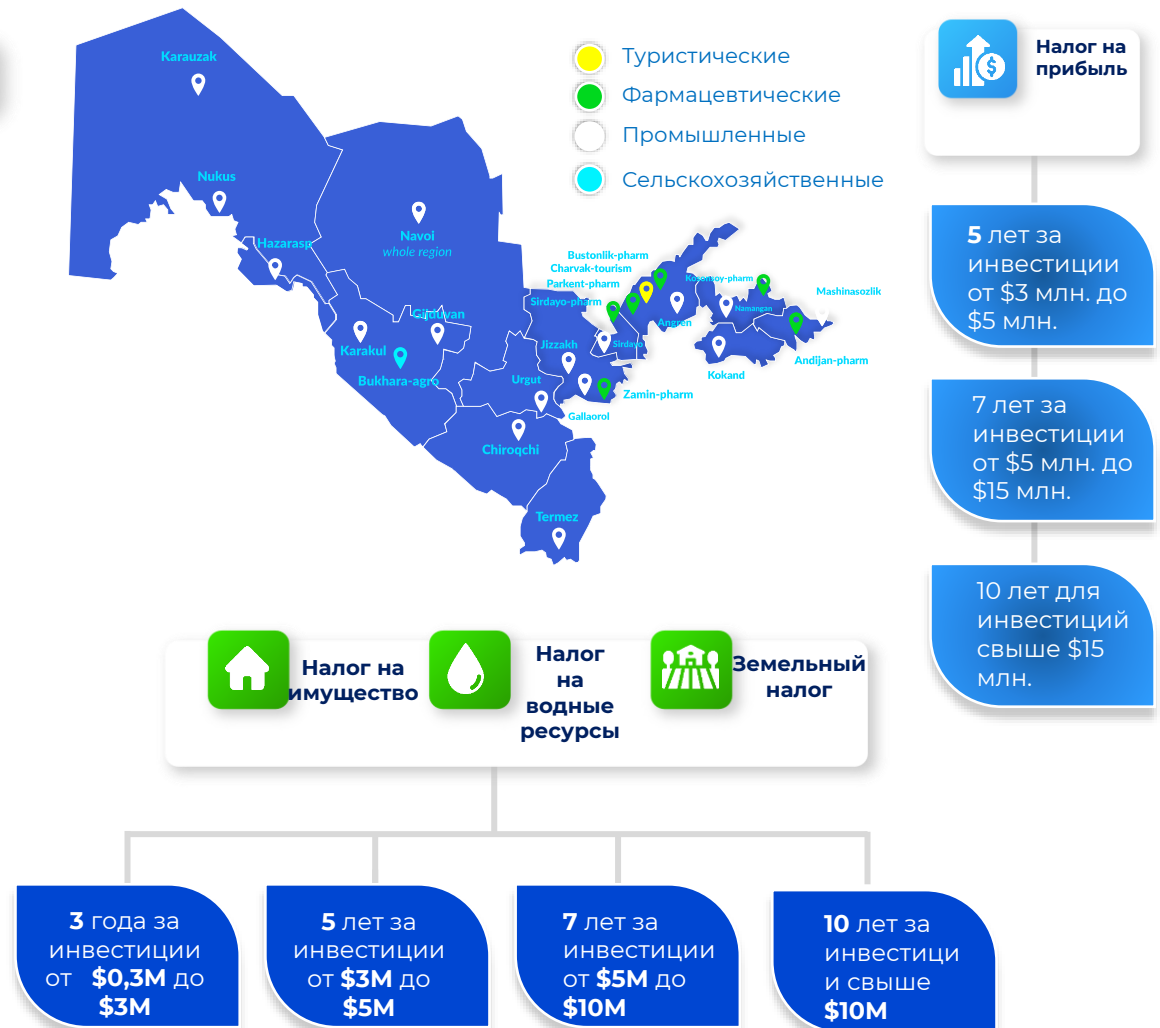 Karauzak
Nukus
Hazarasp
Navoi
whole region
Gijduvan
Karakul
Bukhara-agro
Bustonlik-pharm
Charvak-tourism
Parkent-pharm
Sirdayo-pharm
Kosonsoy-pharm
Mashinasozlik
Namangan
Angren
Sirdayo
Jizzakh
Andijan-pharm
Kokand
Urgut
Zamin-pharm
Gallaorol
Chiroqchi
Termez
Туристические
Фармацевтические
Промышленные
Сельскохозяйственные
Налог на
прибыль
5 лет за
инвестиции
от $3 млн. до
$5 млн.
7 лет за
инвестиции
от $5 млн. до
$15 млн.
10 лет для
инвестиций
свыше $15
млн.
Налог на
имущество
Налог
на
водные
ресурсы
Земельный
налог
3 года за
инвестиции
от $0,3M до
$3M
5 лет за
инвестиции
от $3M до
$5M
7 лет за
инвестиции
от $5M до
$10M
10 лет за
инвестици
и свыше
$10M